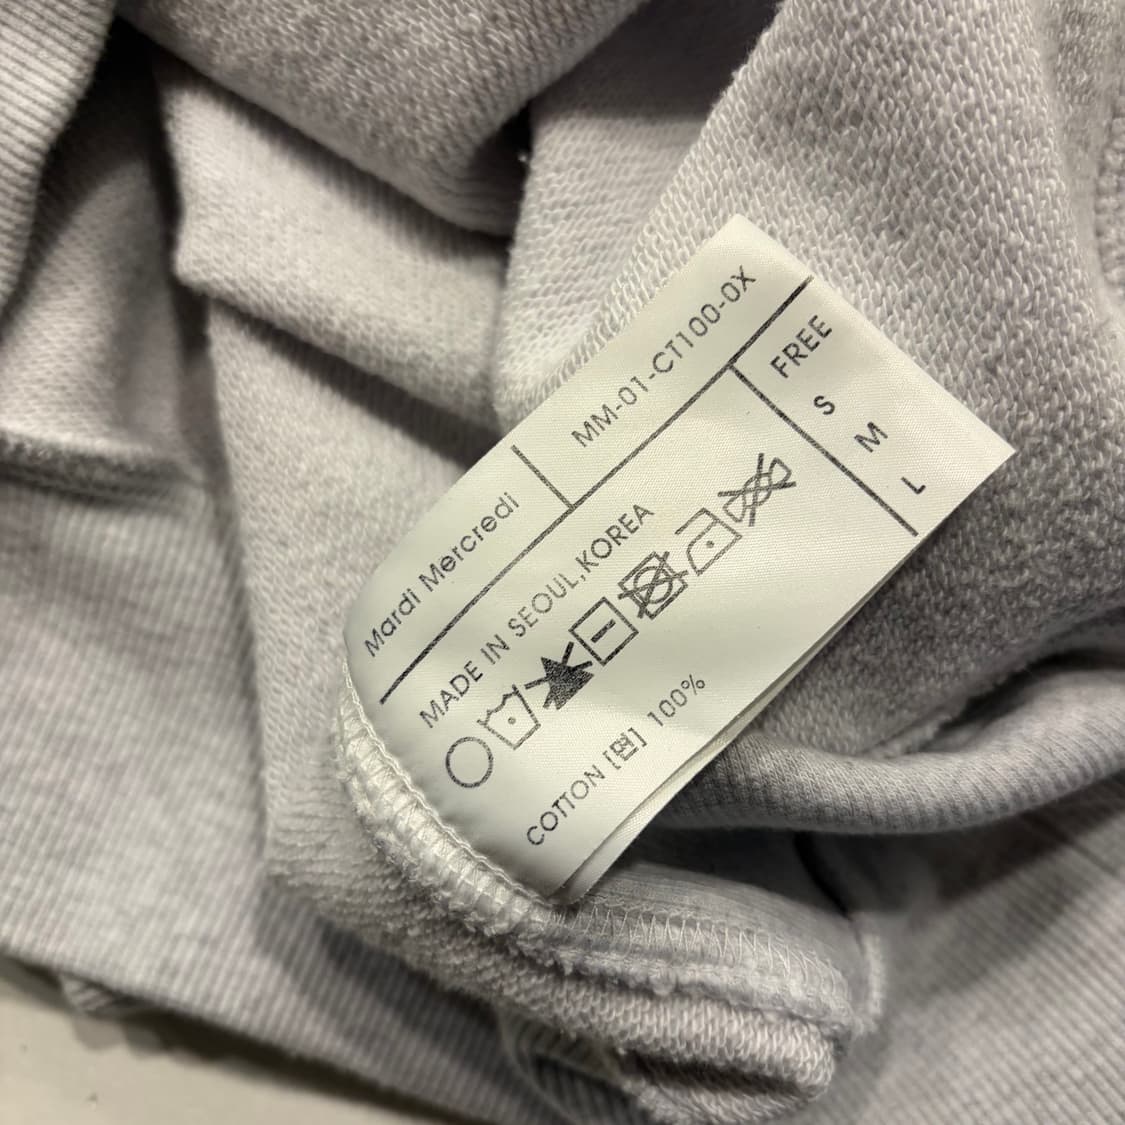 Mardi Mercredi
MM-01-CT100-0X
MADE IN SEOUL,KOREA
COTTON [면] 100%
FREE
S
M
L